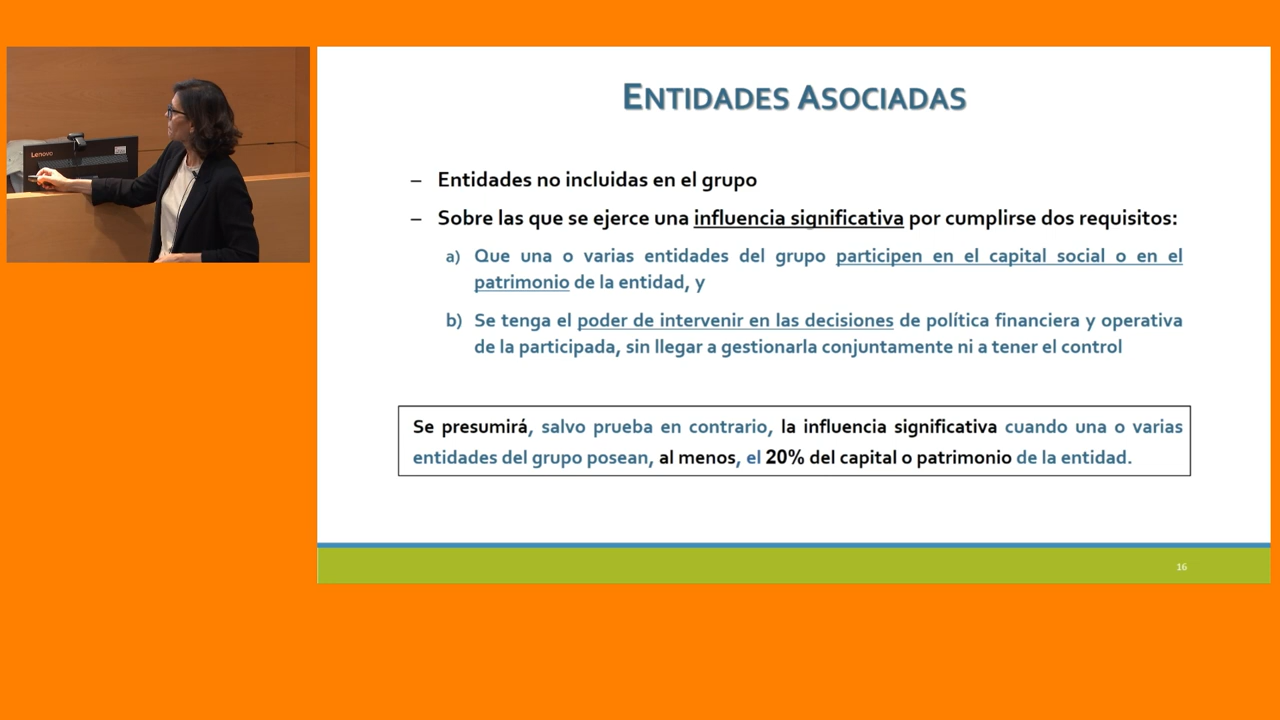 Lenovo
ENTIDADES ASOCIADAS
– Entidades no incluidas en el grupo
– Sobre las que se ejerce una influencia significativa por cumplirse dos requisitos:
a) Que una o varias entidades del grupo participen en el capital social o en el
patrimonio de la entidad, y
b) Se tenga el poder de intervenir en las decisiones de política financiera y operativa
de la participada, sin llegar a gestionarla conjuntamente ni a tener el control
Se presumirá, salvo prueba en contrario, la influencia significativa cuando una o varias
entidades del grupo posean, al menos, el 20% del capital o patrimonio de la entidad.
16